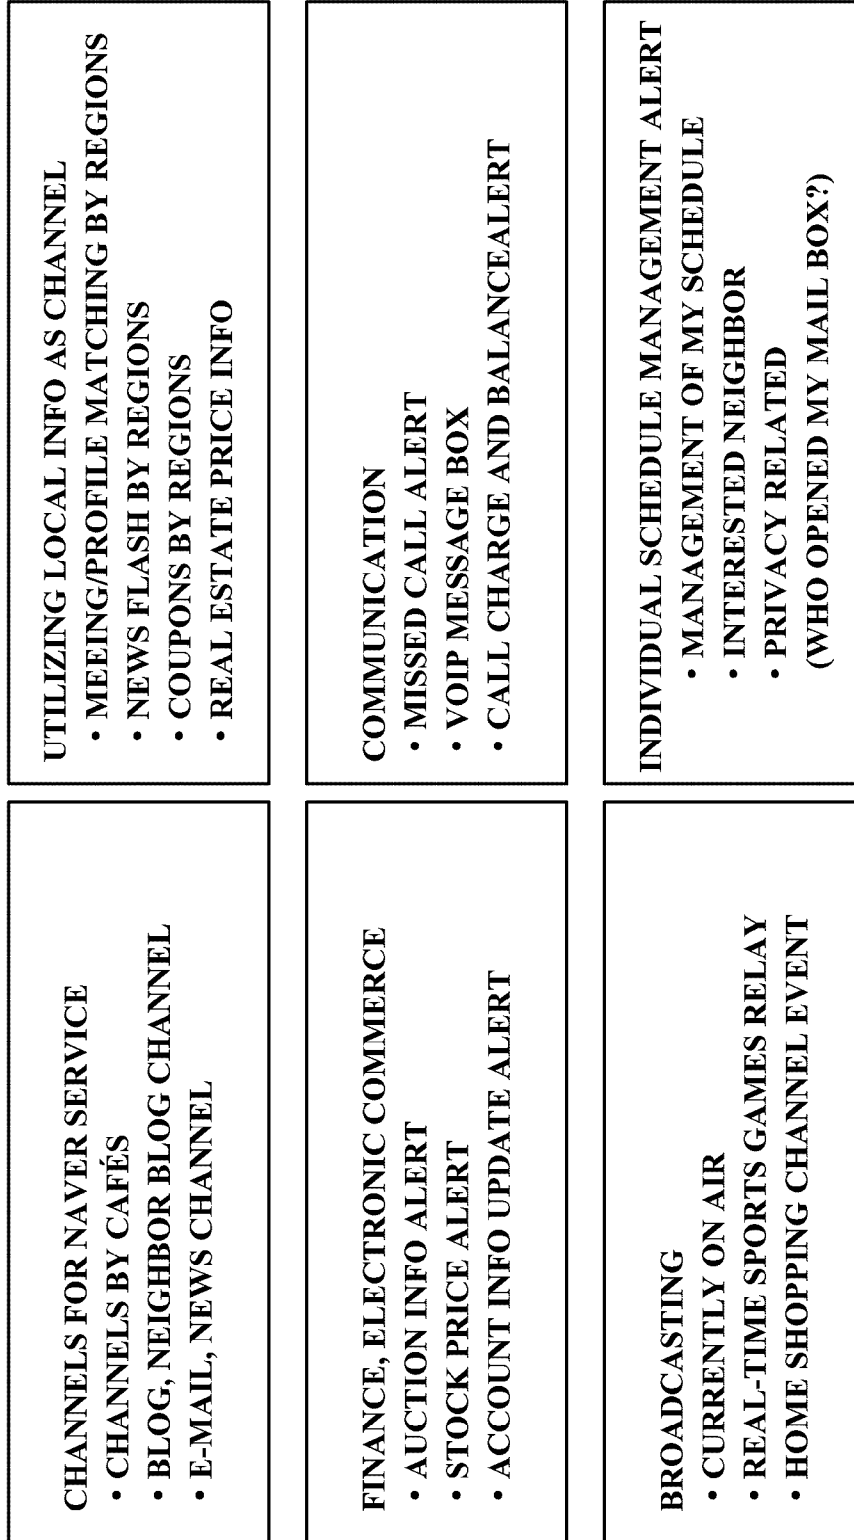 CHANNELS FOR NAVER SERVICE
• CHANNELS BY CAFÉS
• BLOG, NEIGHBOR BLOG CHANNEL
• E-MAIL, NEWS CHANNEL
UTILIZING LOCAL INFO AS CHANNEL
• MEEING/PROFILE MATCHING BY REGIONS
• NEWS FLASH BY REGIONS
• COUPONS BY REGIONS
• REAL ESTATE PRICE INFO
FINANCE, ELECTRONIC COMMERCE
• AUCTION INFO ALERT
• STOCK PRICE ALERT
• ACCOUNT INFO UPDATE ALERT
COMMUNICATION
• MISSED CALL ALERT
• VOIP MESSAGE BOX
• CALL CHARGE AND BALANCEALERT
BROADCASTING
• CURRENTLY ON AIR
• REAL-TIME SPORTS GAMES RELAY
• HOME SHOPPING CHANNEL EVENT
INDIVIDUAL SCHEDULE MANAGEMENT ALERT
• MANAGEMENT OF MY SCHEDULE
• INTERESTED NEIGHBOR
• PRIVACY RELATED
(WHO OPENED MY MAIL BOX?)